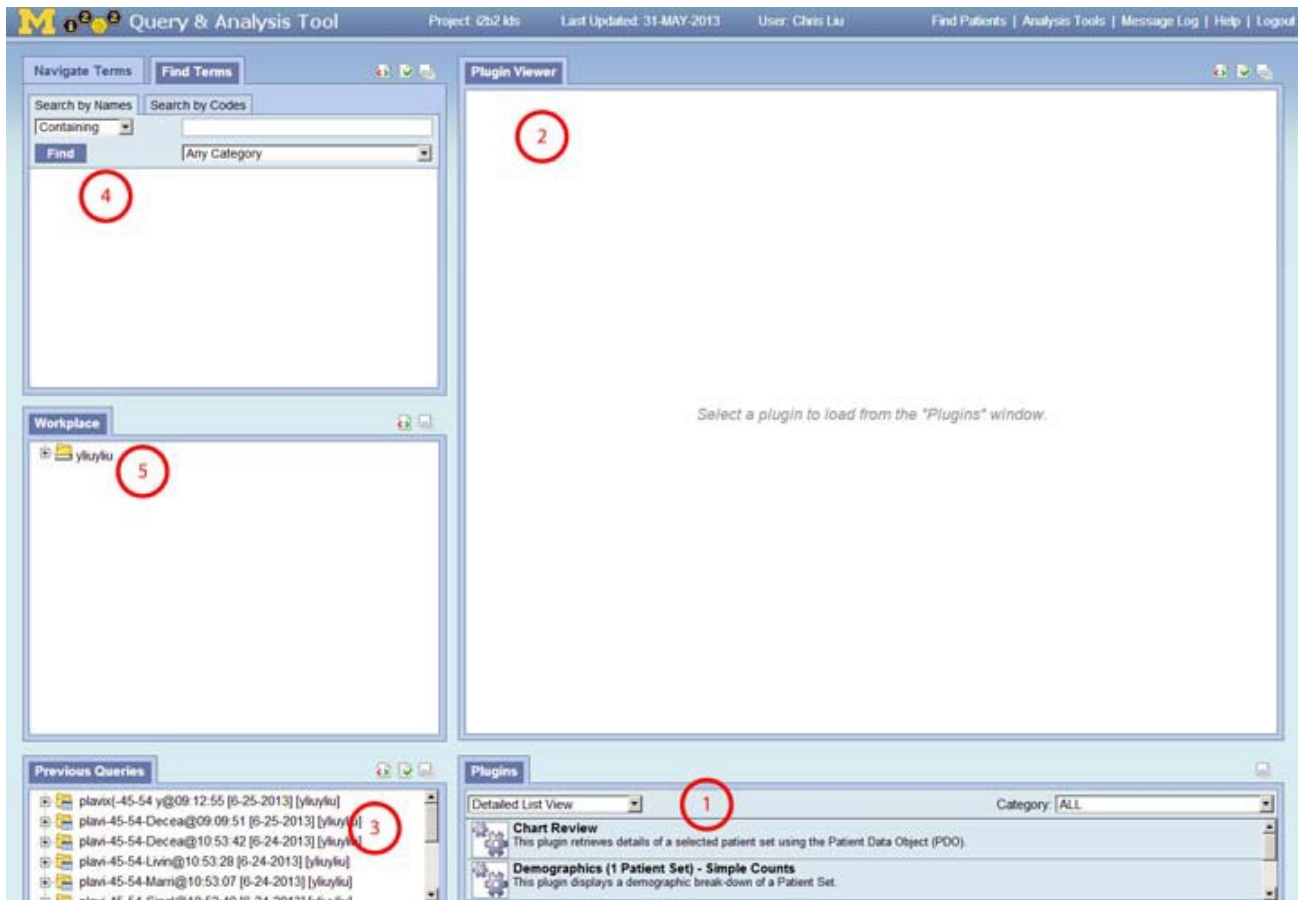 M i2b2 Query & Analysis Tool Project: i2b2 kds Last Updated: 31-MAY-2013 User: Chris Liu Find Patients | Analysis Tools | Message Log | Help | Logout
Navigate Terms Find Terms
Search by Names Search by Codes
Containing
Find Any Category
4
Workplace
yliuyliu
5
Previous Queries
plavix(-45-54 y@09:12:55 [6-25-2013] [yliuyliu]
plavi-45-54-Decea@09:09:51 [6-25-2013] [yliuyliu]
3
plavi-45-54-Decea@10:53:42 [6-24-2013] [yliuyliu]
plavi-45-54-Livin@10:53:28 [6-24-2013] [yliuyliu]
plavi-45-54-Marri@10:53:07 [6-24-2013] [yliuyliu]
Plugin Viewer
2
Select a plugin to load from the "Plugins" window.
Plugins
Detailed List View 1 Category: ALL
Chart Review
This plugin retrieves details of a selected patient set using the Patient Data Object (PDO).
Demographics (1 Patient Set) - Simple Counts
This plugin displays a demographic break-down of a Patient Set.